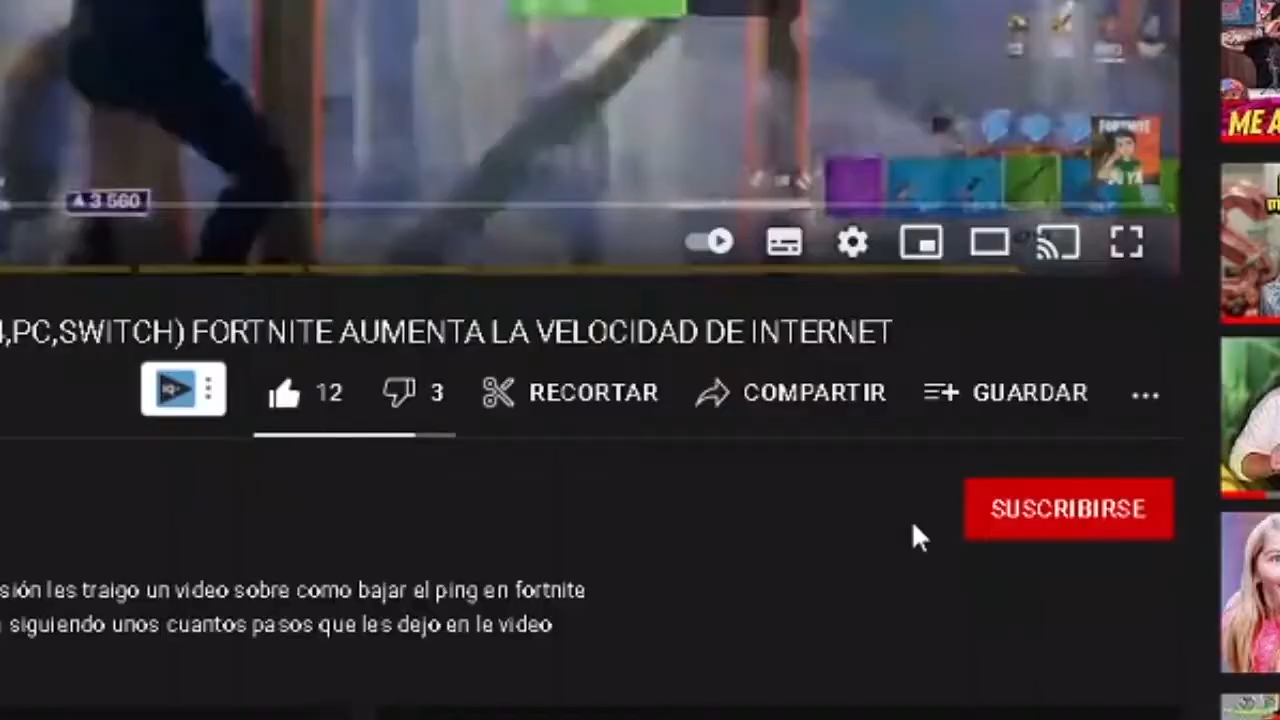 ME A
3 560
,PC,SWITCH) FORTNITE AUMENTA LA VELOCIDAD DE INTERNET
12 3 RECORTAR COMPARTIR GUARDAR
SUSCRIBIRSE
sión les traigo un video sobre como bajar el ping en fortnite
siguiendo unos cuantos pasos que les dejo en le video